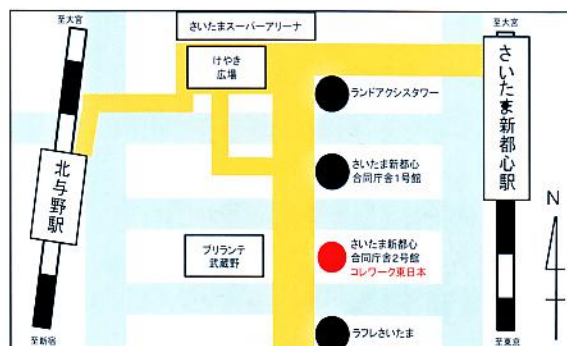 至大宮
さいたまスーパーアリーナ
至大宮
けやき
広場
さいたま新都心駅
ランドアクシスタワー
北与野駅
さいたま新都心
合同庁舎1号館
N
ブリランテ
武蔵野
さいたま新都心
合同庁舎2号館
コレワーク東日本
ラフレさいたま
至新宿
至東京